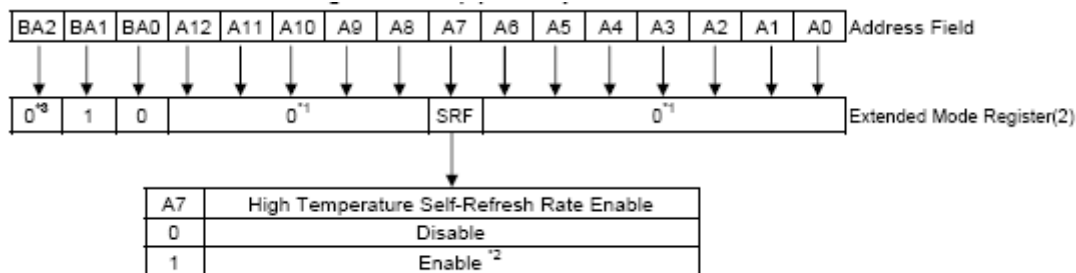 BA2 BA1 BA0 A12 A11 A10 A9 A8 A7 A6 A5 A4 A3 A2 A1 A0 Address Field
0*3 1 0 0*1 SRF 0*1 Extended Mode Register(2)
A7 High Temperature Self-Refresh Rate Enable
0 Disable
1 Enable *2